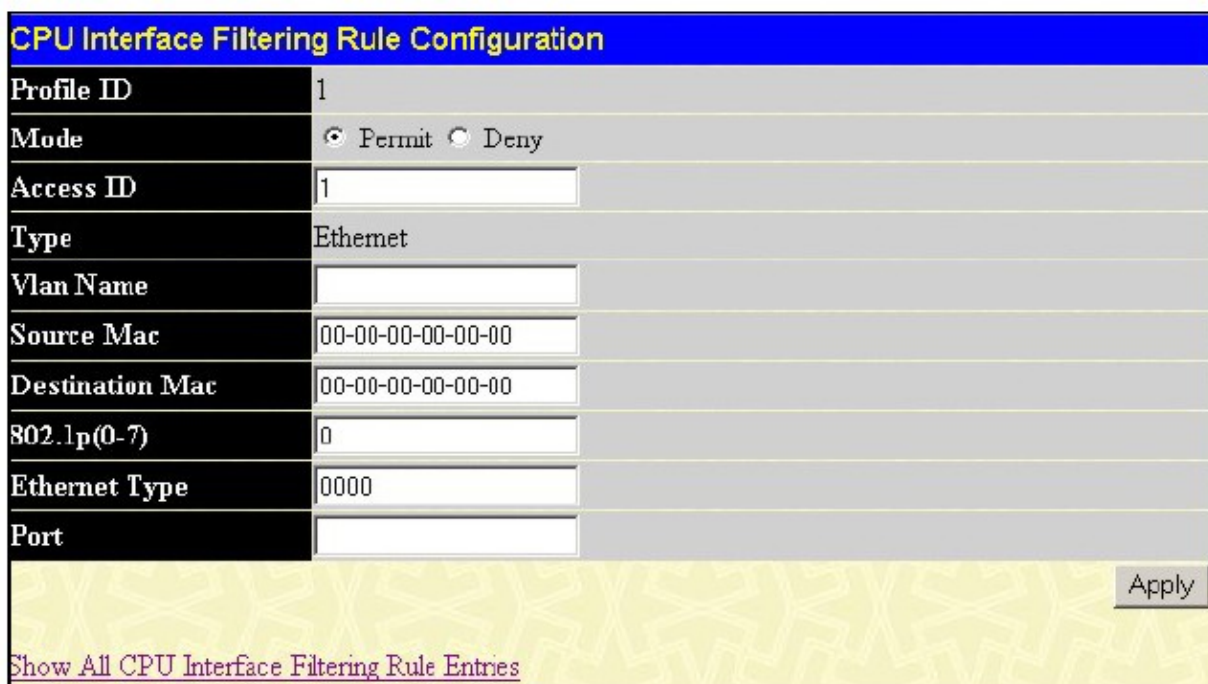 CPU Interface Filtering Rule Configuration
Profile ID 1
Mode Permit Deny
Access ID 1
Type Ethernet
Vlan Name
Source Mac 00-00-00-00-00-00
Destination Mac 00-00-00-00-00-00
802.1p(0-7) 0
Ethernet Type 0000
Port
Apply
Show All CPU Interface Filtering Rule Entries